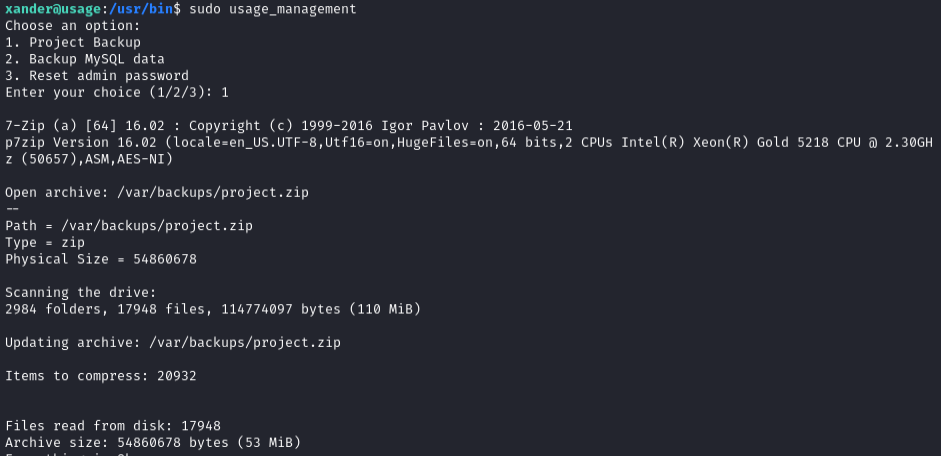 xander@usage:/usr/bin$ sudo usage_management
Choose an option:
1. Project Backup
2. Backup MySQL data
3. Reset admin password
Enter your choice (1/2/3): 1
7-Zip (a) [64] 16.02 : Copyright (c) 1999-2016 Igor Pavlov : 2016-05-21
p7zip Version 16.02 (locale=en_US.UTF-8,Utf16=on,HugeFiles=on,64 bits,2 CPUs Intel(R) Xeon(R) Gold 5218 CPU @ 2.30GH
z (50657),ASM,AES-NI)
Open archive: /var/backups/project.zip
--
Path = /var/backups/project.zip
Type = zip
Physical Size = 54860678
Scanning the drive:
2984 folders, 17948 files, 114774097 bytes (110 MiB)
Updating archive: /var/backups/project.zip
Items to compress: 20932
Files read from disk: 17948
Archive size: 54860678 bytes (53 MiB)